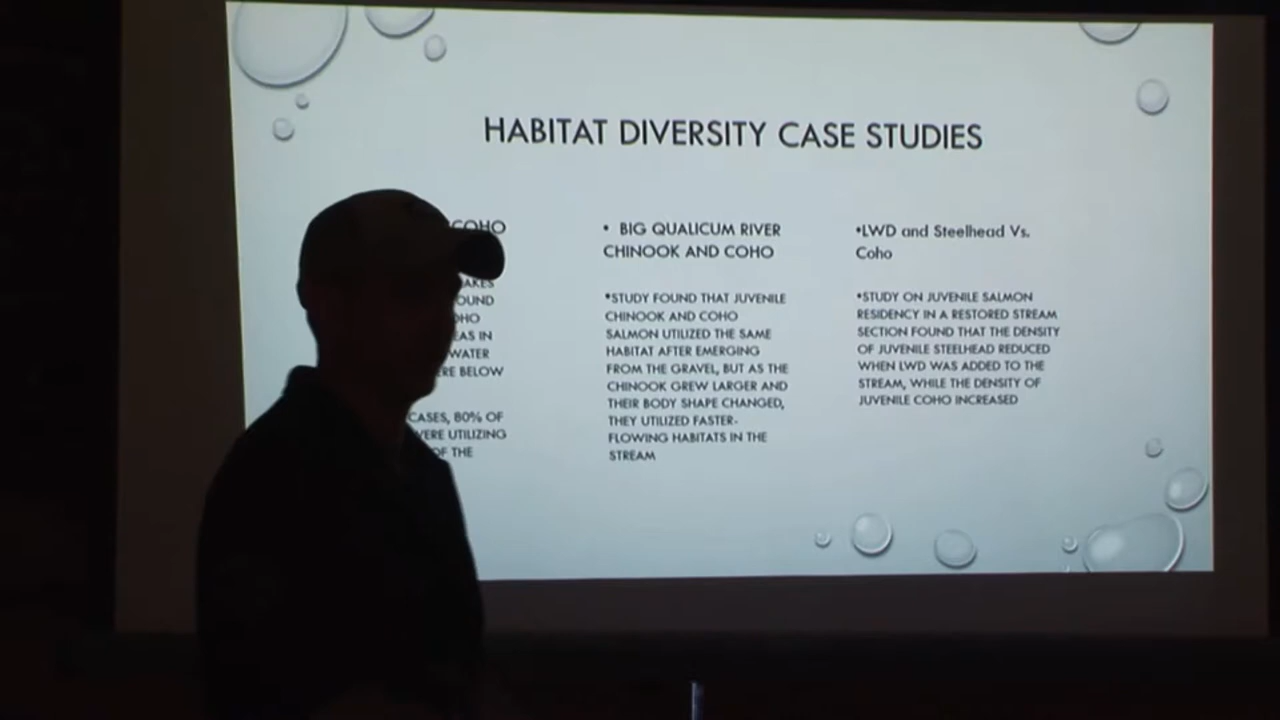 HABITAT DIVERSITY CASE STUDIES
COHO
OUND
EAS IN
WATER
RE BELOW
CASES, 80% OF
WERE UTILIZING
OF THE
• BIG QUALICUM RIVER
CHINOOK AND COHO
•STUDY FOUND THAT JUVENILE
CHINOOK AND COHO
SALMON UTILIZED THE SAME
HABITAT AFTER EMERGING
FROM THE GRAVEL, BUT AS THE
CHINOOK GREW LARGER AND
THEIR BODY SHAPE CHANGED,
THEY UTILIZED FASTER-
FLOWING HABITATS IN THE
STREAM
•LWD and Steelhead Vs.
Coho
•STUDY ON JUVENILE SALMON
RESIDENCY IN A RESTORED STREAM
SECTION FOUND THAT THE DENSITY
OF JUVENILE STEELHEAD REDUCED
WHEN LWD WAS ADDED TO THE
STREAM, WHILE THE DENSITY OF
JUVENILE COHO INCREASED